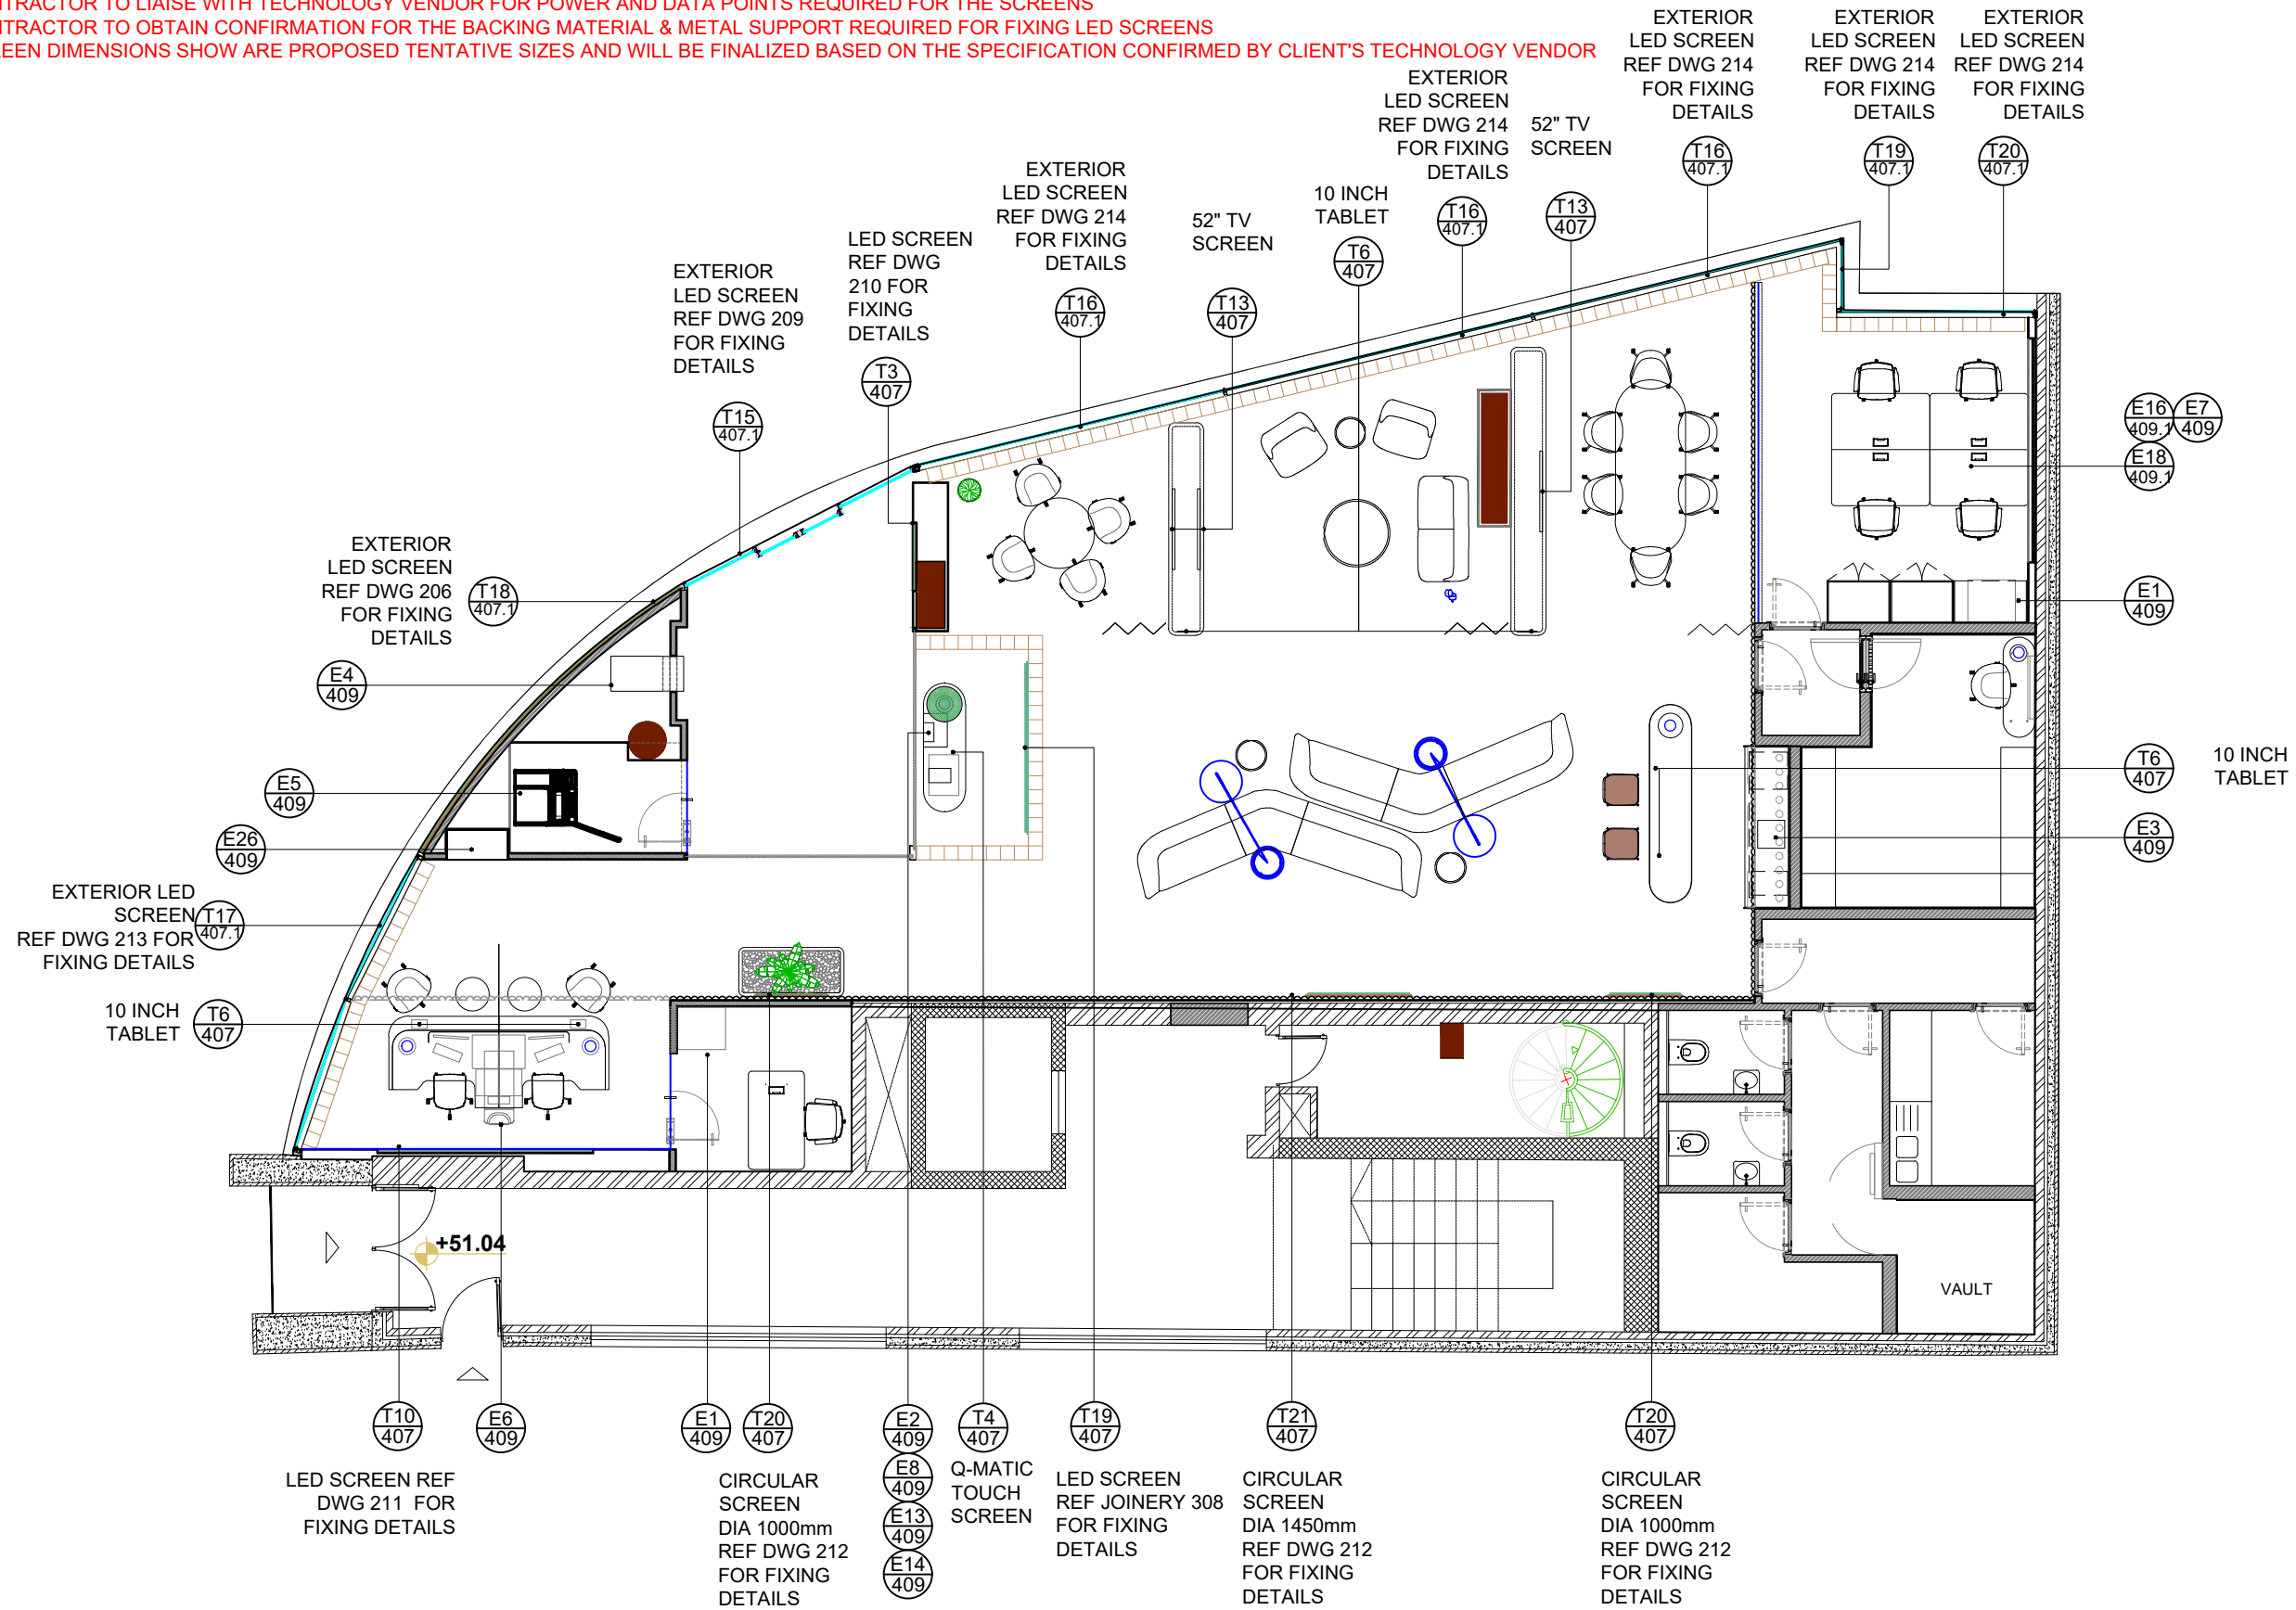 NTRACTOR TO LIAISE WITH TECHNOLOGY VENDOR FOR POWER AND DATA POINTS REQUIRED FOR THE SCREENS
NTRACTOR TO OBTAIN CONFIRMATION FOR THE BACKING MATERIAL & METAL SUPPORT REQUIRED FOR FIXING LED SCREENS
EEN DIMENSIONS SHOW ARE PROPOSED TENTATIVE SIZES AND WILL BE FINALIZED BASED ON THE SPECIFICATION CONFIRMED BY CLIENT'S TECHNOLOGY VENDOR
EXTERIOR
LED SCREEN
REF DWG 214
FOR FIXING
DETAILS
T16
407.1
EXTERIOR
LED SCREEN
REF DWG 214
FOR FIXING
DETAILS
T19
407.1
EXTERIOR
LED SCREEN
REF DWG 214
FOR FIXING
DETAILS
T20
407.1
EXTERIOR
LED SCREEN
REF DWG 214
FOR FIXING
DETAILS
T16
407.1
52" TV
SCREEN
T13
407
10 INCH
TABLET
T6
407
52" TV
SCREEN
T13
407
EXTERIOR
LED SCREEN
REF DWG 214
FOR FIXING
DETAILS
T16
407.1
LED SCREEN
REF DWG
210 FOR
FIXING
DETAILS
T3
407
EXTERIOR
LED SCREEN
REF DWG 209
FOR FIXING
DETAILS
T15
407.1
EXTERIOR
LED SCREEN
REF DWG 206
FOR FIXING
DETAILS
T18
407.1
E4
409
E5
409
E26
409
EXTERIOR LED
SCREEN
REF DWG 213 FOR
FIXING DETAILS
T17
407.1
10 INCH
TABLET
T6
407
E16
409.1
E7
409
E18
409.1
E1
409
T6
407
10 INCH
TABLET
E3
409
+51.04
VAULT
T10
407
LED SCREEN REF
DWG 211 FOR
FIXING DETAILS
E6
409
E1
409
T20
407
CIRCULAR
SCREEN
DIA 1000mm
REF DWG 212
FOR FIXING
DETAILS
E2
409
E8
409
E13
409
E14
409
T4
407
Q-MATIC
TOUCH
SCREEN
T19
407
LED SCREEN
REF JOINERY 308
FOR FIXING
DETAILS
T21
407
CIRCULAR
SCREEN
DIA 1450mm
REF DWG 212
FOR FIXING
DETAILS
T20
407
CIRCULAR
SCREEN
DIA 1000mm
REF DWG 212
FOR FIXING
DETAILS